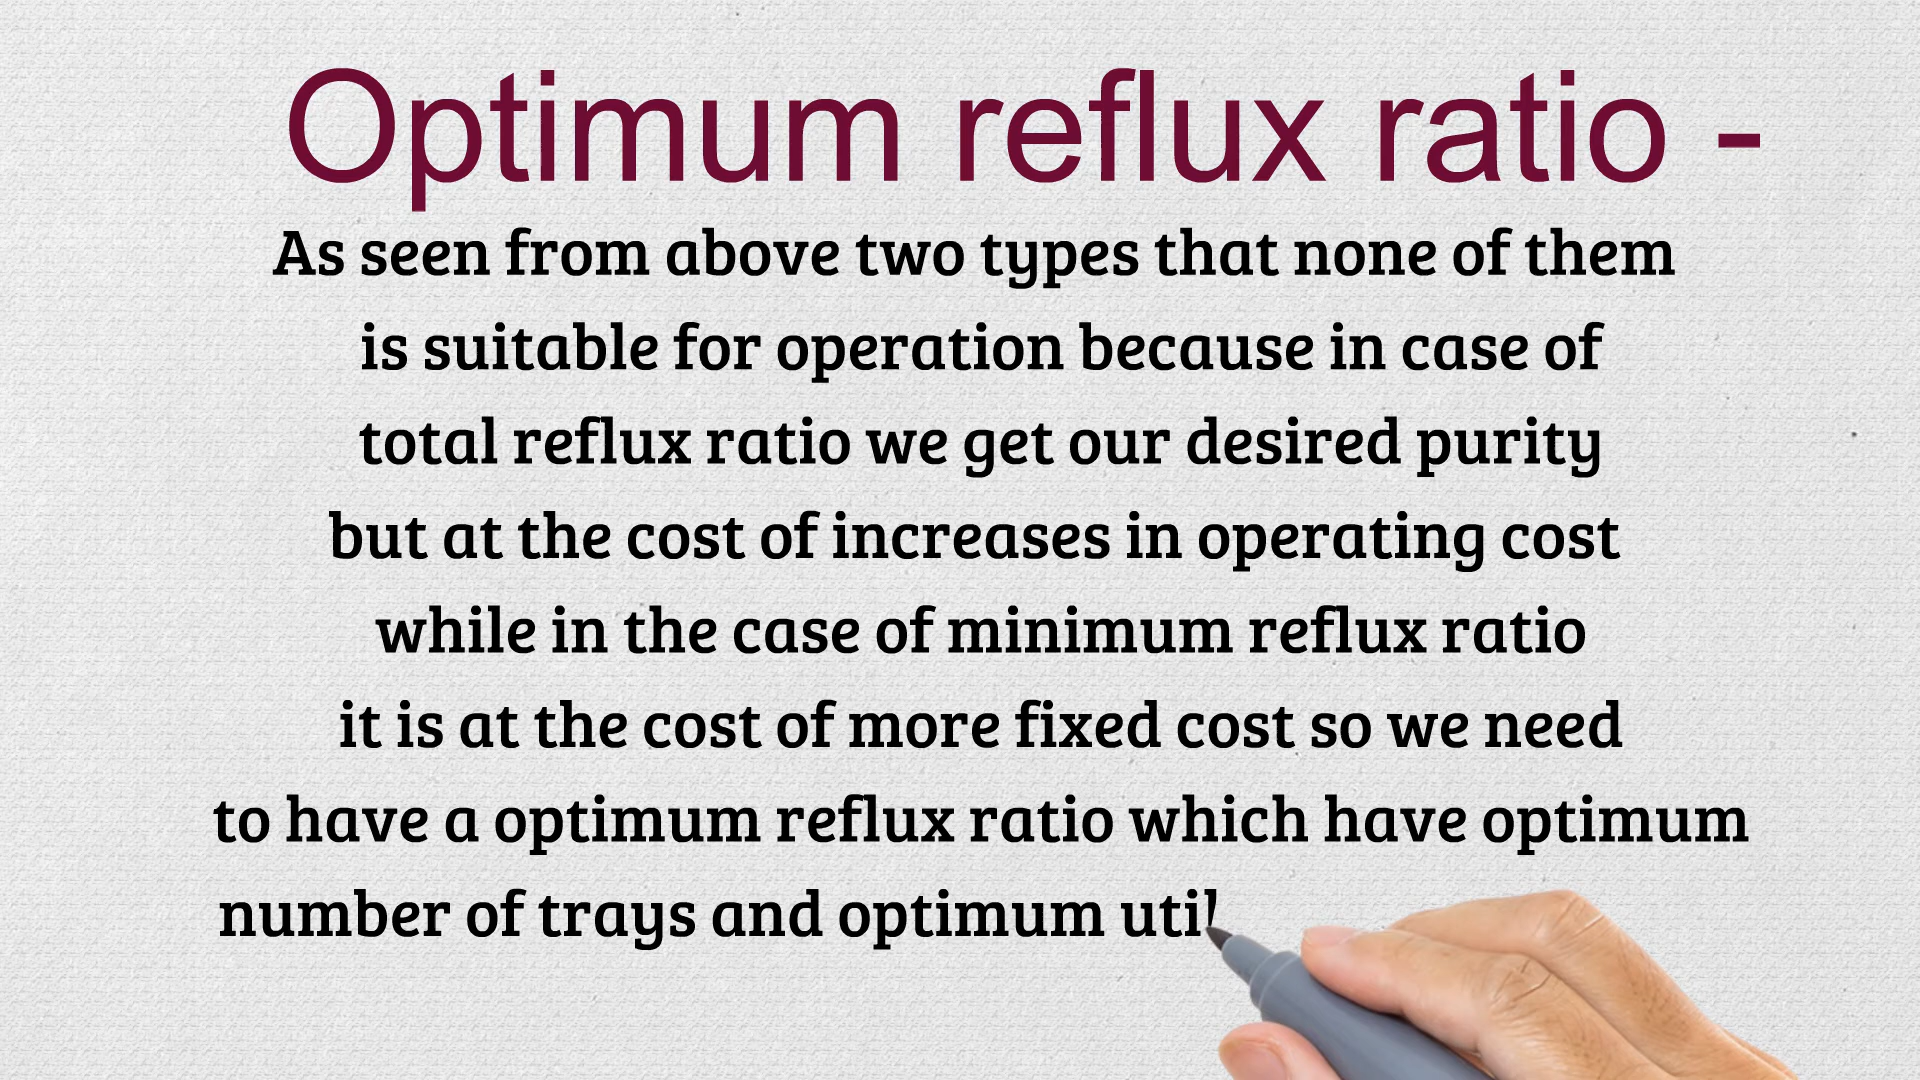 Optimum reflux ratio -
As seen from above two types that none of them
is suitable for operation because in case of
total reflux ratio we get our desired purity
but at the cost of increases in operating cost
while in the case of minimum reflux ratio
it is at the cost of more fixed cost so we need
to have a optimum reflux ratio which have optimum
number of trays and optimum util